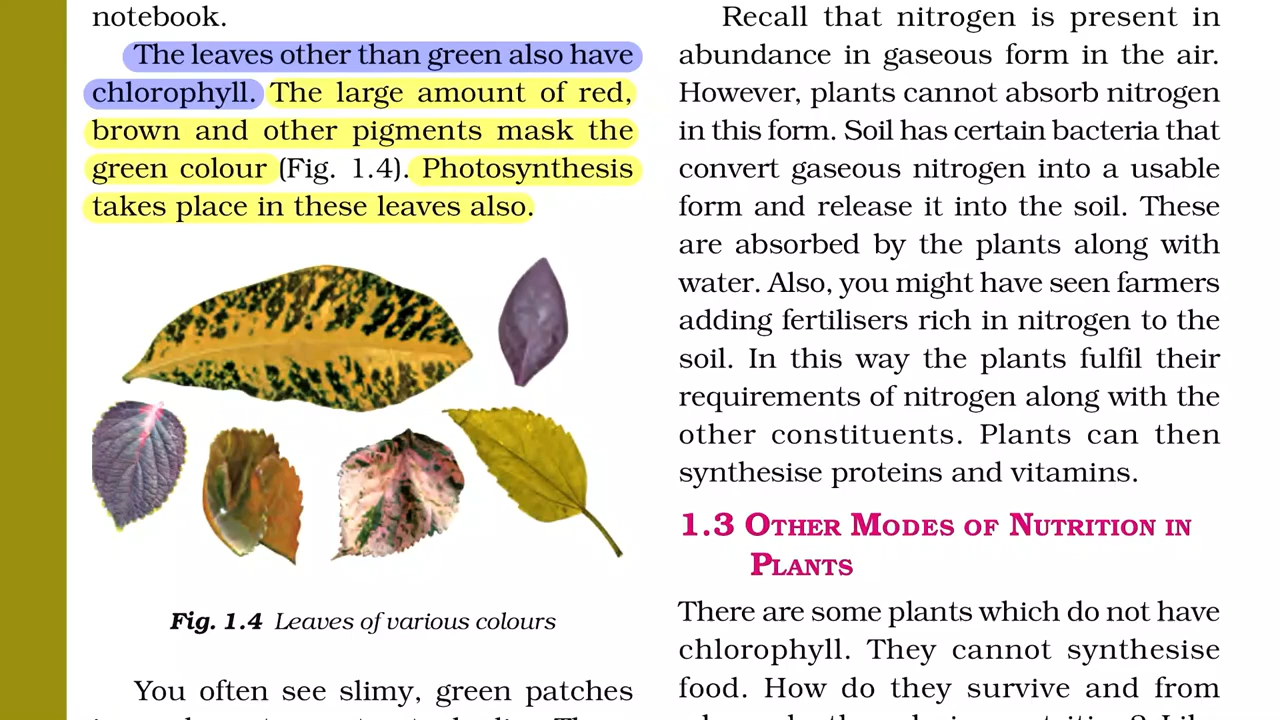 notebook.
The leaves other than green also have
chlorophyll. The large amount of red,
brown and other pigments mask the
green colour (Fig. 1.4). Photosynthesis
takes place in these leaves also.
Fig. 1.4 Leaves of various colours
You often see slimy, green patches
Recall that nitrogen is present in
abundance in gaseous form in the air.
However, plants cannot absorb nitrogen
in this form. Soil has certain bacteria that
convert gaseous nitrogen into a usable
form and release it into the soil. These
are absorbed by the plants along with
water. Also, you might have seen farmers
adding fertilisers rich in nitrogen to the
soil. In this way the plants fulfil their
requirements of nitrogen along with the
other constituents. Plants can then
synthesise proteins and vitamins.
1.3 OTHER MODES OF NUTRITION IN
PLANTS
There are some plants which do not have
chlorophyll. They cannot synthesise
food. How do they survive and from